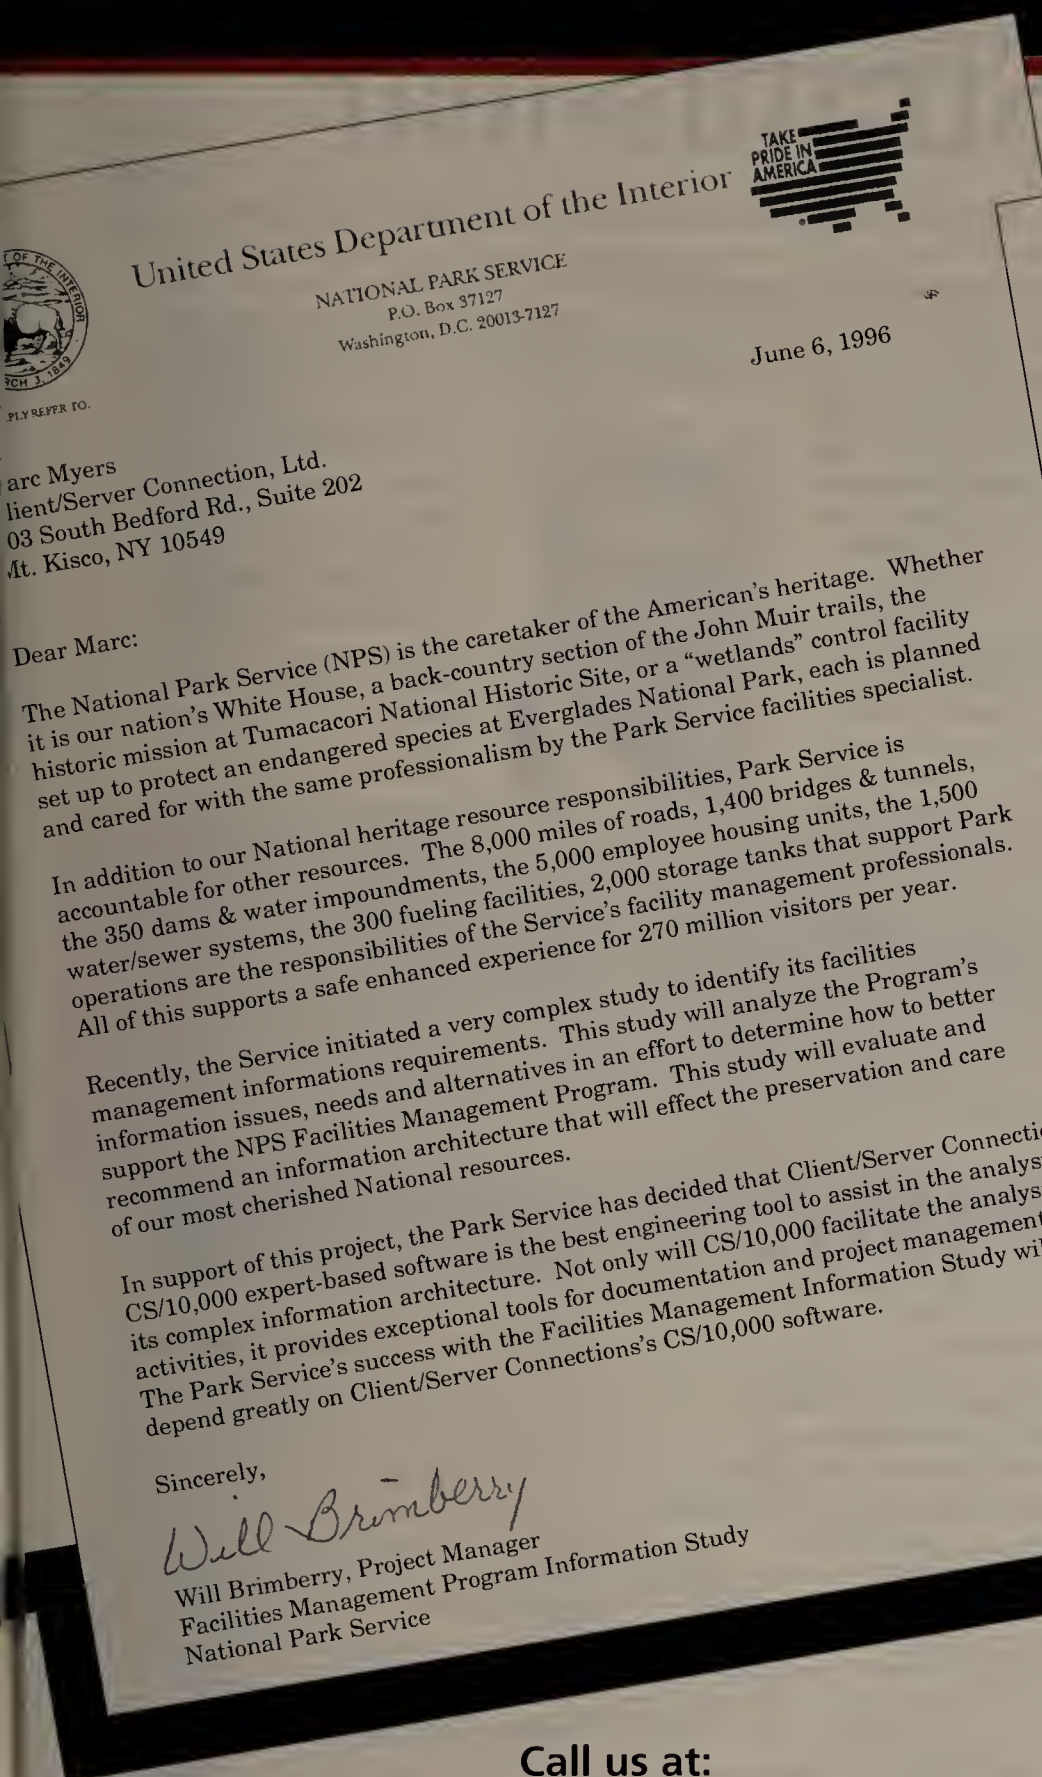 TAKE
PRIDE IN
AMERICA
United States Department of the Interior
NATIONAL PARK SERVICE
P.O. Box 37127
Washington, D.C. 20013-7127
OF THE INTERIOR
RCH 3, 1849
PLY REFER TO.
June 6, 1996
arc Myers
lient/Server Connection, Ltd.
03 South Bedford Rd., Suite 202
Mt. Kisco, NY 10549
Dear Marc:
The National Park Service (NPS) is the caretaker of the American's heritage. Whether
it is our nation's White House, a back-country section of the John Muir trails, the
historic mission at Tumacacori National Historic Site, or a "wetlands" control facility
set up to protect an endangered species at Everglades National Park, each is planned
and cared for with the same professionalism by the Park Service facilities specialist.
In addition to our National heritage resource responsibilities, Park Service is
accountable for other resources. The 8,000 miles of roads, 1,400 bridges & tunnels,
the 350 dams & water impoundments, the 5,000 employee housing units, the 1,500
water/sewer systems, the 300 fueling facilities, 2,000 storage tanks that support Park
operations are the responsibilities of the Service's facility management professionals.
All of this supports a safe enhanced experience for 270 million visitors per year.
Recently, the Service initiated a very complex study to identify its facilities
management informations requirements. This study will analyze the Program's
information issues, needs and alternatives in an effort to determine how to better
support the NPS Facilities Management Program. This study will evaluate and
recommend an information architecture that will effect the preservation and care
of our most cherished National resources.
In support of this project, the Park Service has decided that Client/Server Connectio
CS/10,000 expert-based software is the best engineering tool to assist in the analys
its complex information architecture. Not only will CS/10,000 facilitate the analys
activities, it provides exceptional tools for documentation and project management
The Park Service's success with the Facilities Management Information Study wi
depend greatly on Client/Server Connections's CS/10,000 software.
Sincerely,
Will Brimberry
Will Brimberry, Project Manager
Facilities Management Program Information Study
National Park Service
Call us at: